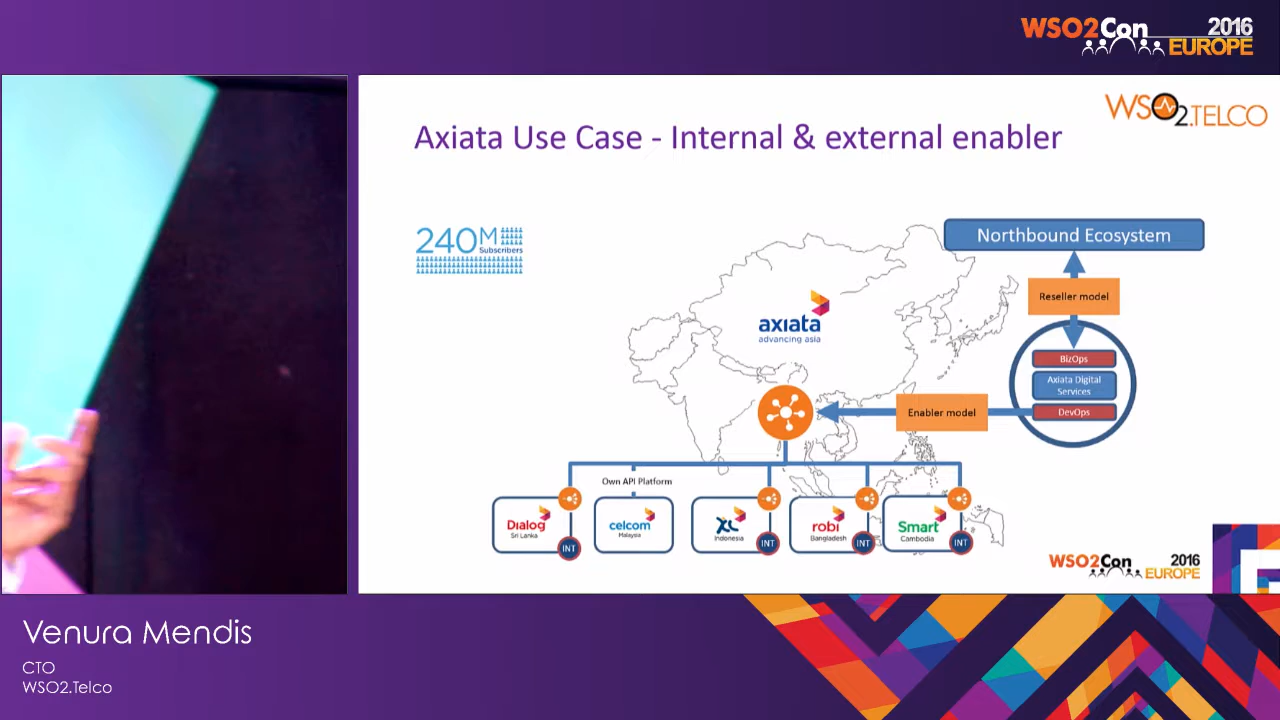 WSO2Con 2016
EUROPE
WSO2.TELCO
Axiata Use Case - Internal & external enabler
240M
Subscribers
Northbound Ecosystem
Reseller model
axiata
advancing asia
BizOps
Axiata Digital
Services
DevOps
Enabler model
Own API Platform
Dialog
Sri Lanka
INT
celcom
Malaysia
XL
Indonesia
INT
robi
Bangladesh
INT
Smart
Cambodia
INT
WSO2Con 2016
EUROPE
Venura Mendis
CTO
WSO2.Telco